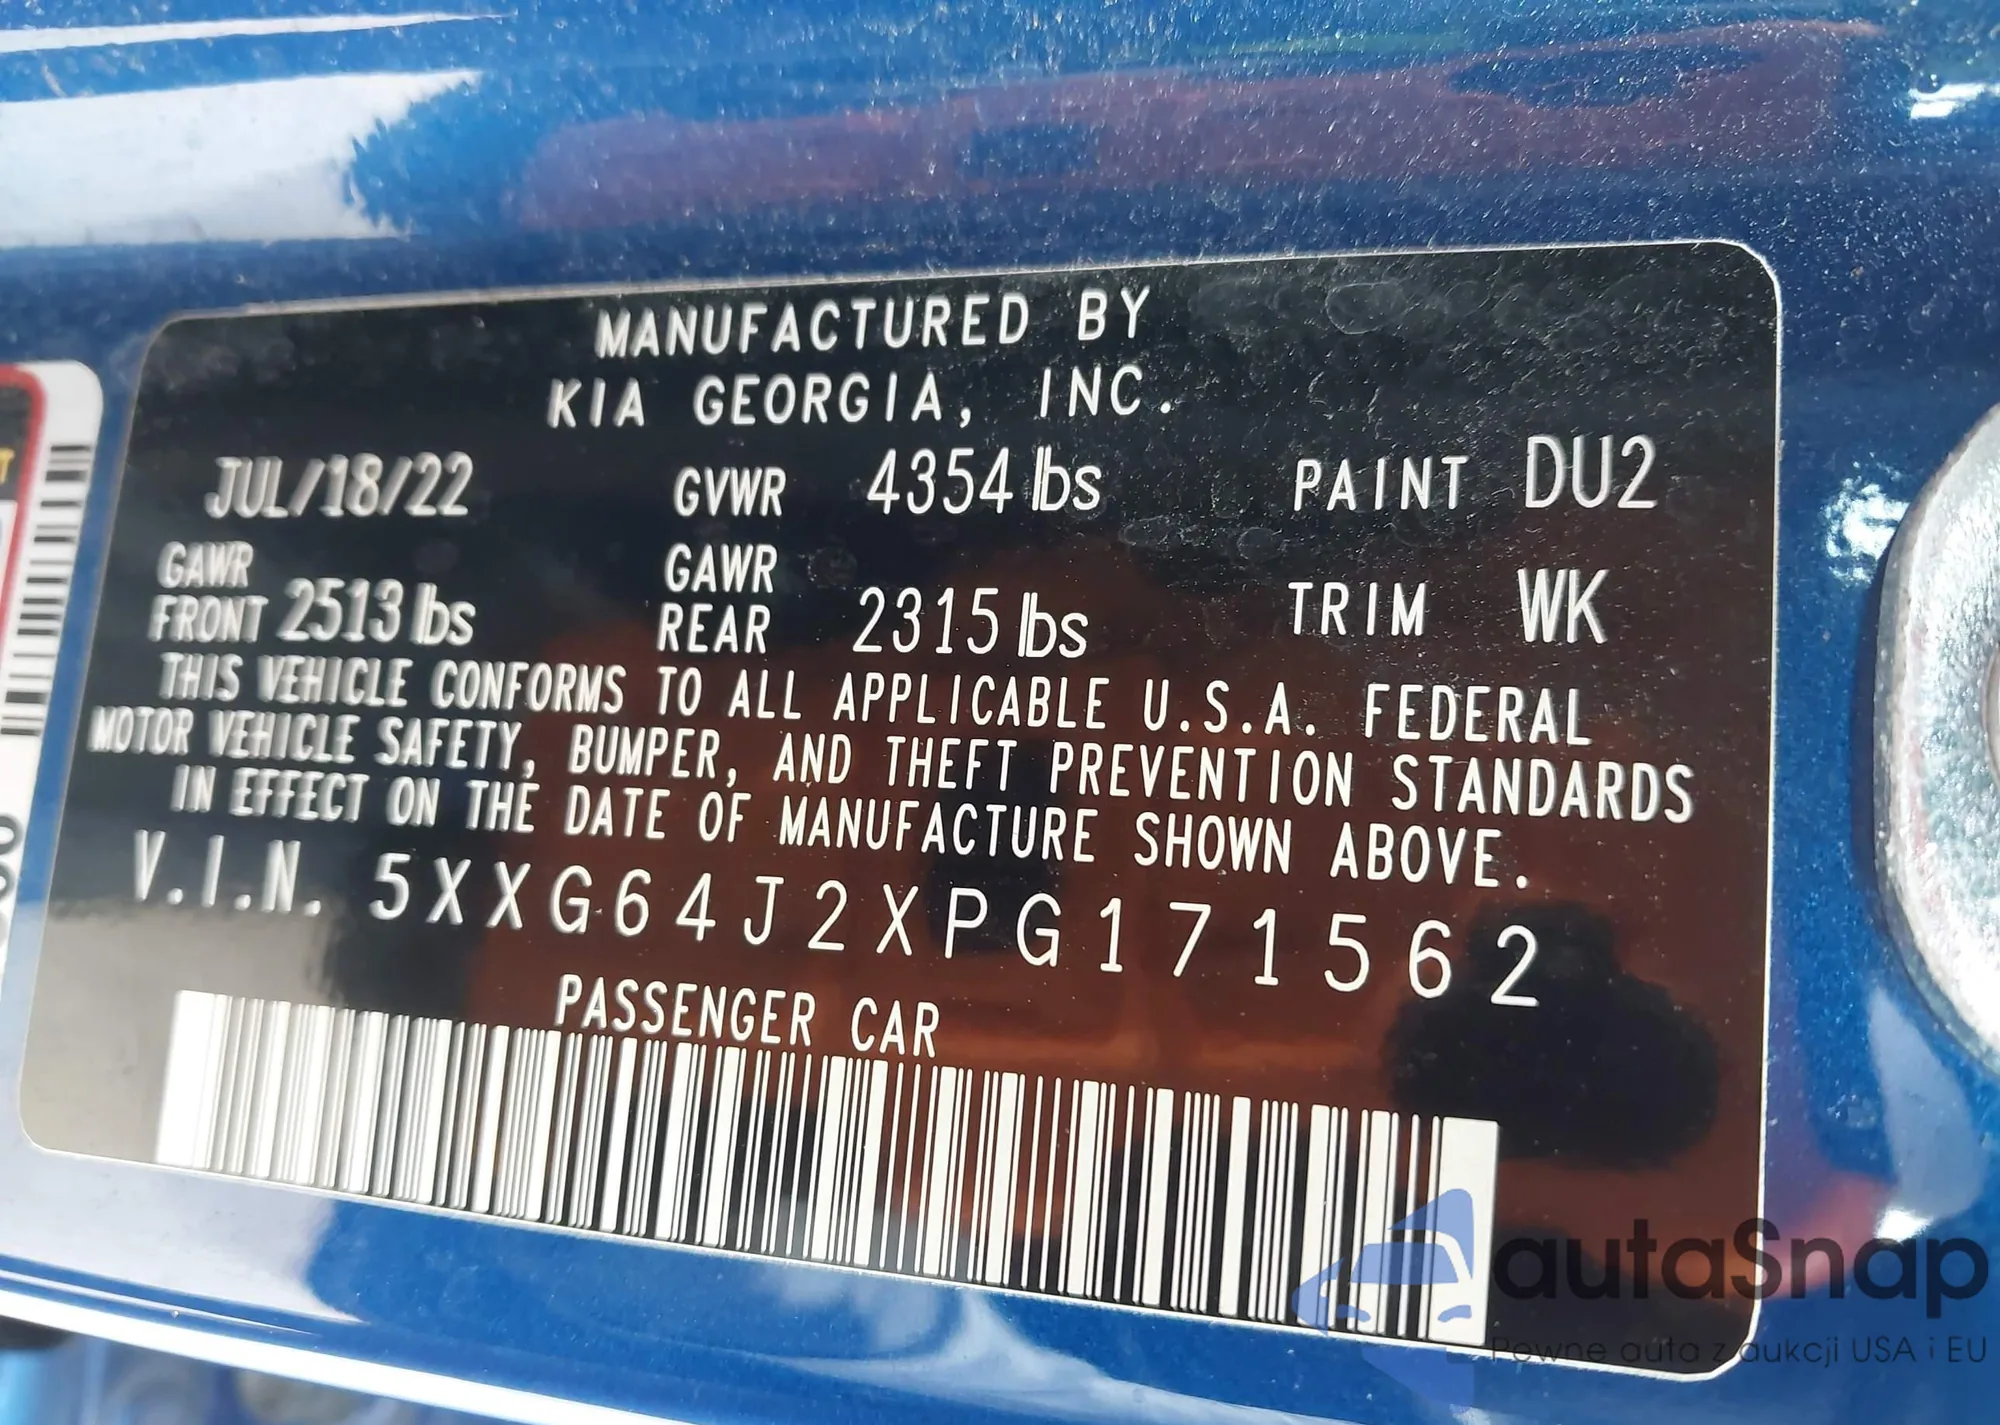 MANUFACTURED BY
KIA GEORGIA, INC.
JUL/18/22 GVWR 4354 lbs PAINT DU2
GAWR FRONT 2513 lbs GAWR REAR 2315 lbs TRIM WK
THIS VEHICLE CONFORMS TO ALL APPLICABLE U.S.A. FEDERAL
MOTOR VEHICLE SAFETY, BUMPER, AND THEFT PREVENTION STANDARDS
IN EFFECT ON THE DATE OF MANUFACTURE SHOWN ABOVE.
V.I.N. 5XXG64J2XPG171562
PASSENGER CAR
autaSnap
Pewne auta z aukcji USA i EU